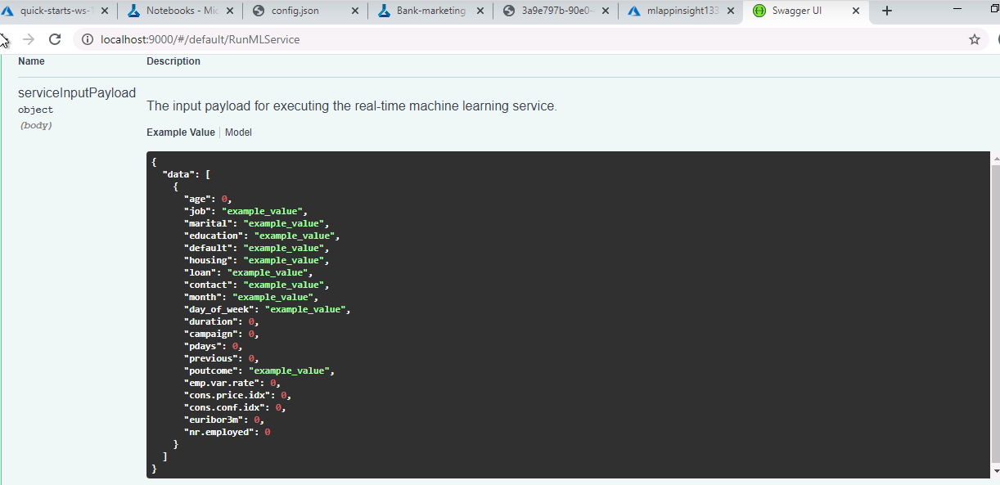 quick-starts-ws-1
Notebooks - Mic
config.json
Bank-marketing
3a9e797b-90e0-
mlappinsight133
Swagger UI
localhost:9000/#/default/RunMLService
Name Description
serviceInputPayload
object
(body)
The input payload for executing the real-time machine learning service.
Example Value Model
{
"data": [
{
"age": 0,
"job": "example_value",
"marital": "example_value",
"education": "example_value",
"default": "example_value",
"housing": "example_value",
"loan": "example_value",
"contact": "example_value",
"month": "example_value",
"day_of_week": "example_value",
"duration": 0,
"campaign": 0,
"pdays": 0,
"previous": 0,
"poutcome": "example_value",
"emp.var.rate": 0,
"cons.price.idx": 0,
"cons.conf.idx": 0,
"euribor3m": 0,
"nr.employed": 0
}
]
}